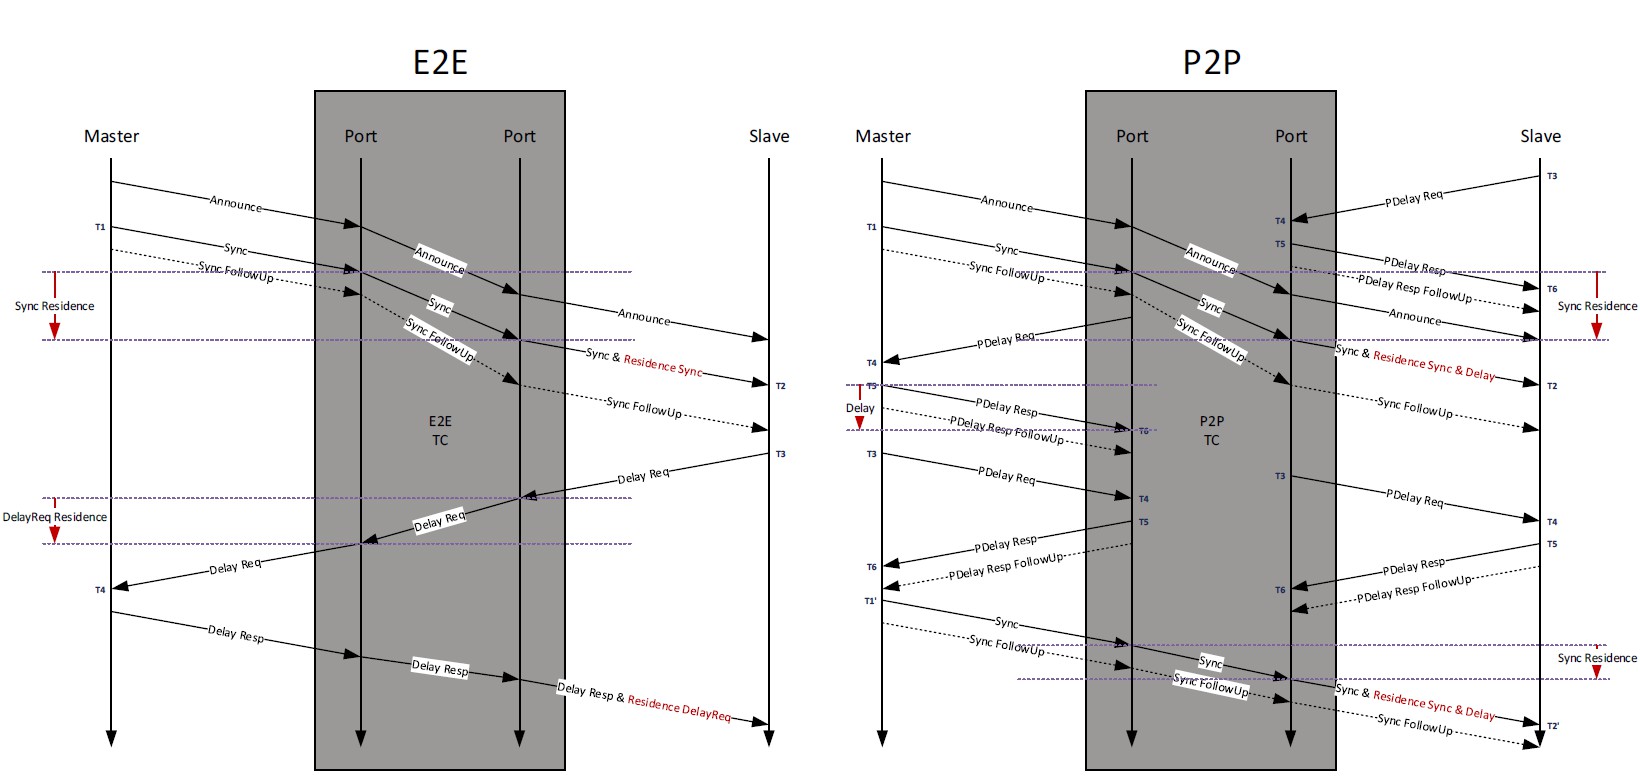 E2E
Master
Port
Port
Slave
Announce
T1
Sync
Announce
Sync FollowUp
Sync Residence
Sync
Announce
Sync FollowUp
Sync & Residence Sync
T2
Sync FollowUp
E2E
TC
T3
Delay Req
DelayReq Residence
Delay Req
Delay Req
T4
Delay Resp
Delay Resp
Delay Resp & Residence DelayReq
P2P
Master
Port
Port
Slave
T3
PDelay Req
Announce
T4
T1
T5
Sync
Announce
PDelay Resp
Sync FollowUp
T6
PDelay Resp FollowUp
Sync
Sync Residence
Announce
PDelay Req
Sync FollowUp
Sync & Residence Sync & Delay
T4
T5
T2
Delay
PDelay Resp
Sync FollowUp
PDelay Resp FollowUp
T6
P2P
TC
T3
PDelay Req
T3
T4
PDelay Req
T5
T4
PDelay Resp
T5
T6
PDelay Resp FollowUp
PDelay Resp
T6
PDelay Resp FollowUp
T1'
Sync
Sync FollowUp
Sync
Sync Residence
Sync FollowUp
Sync & Residence Sync & Delay
Sync FollowUp
T2'